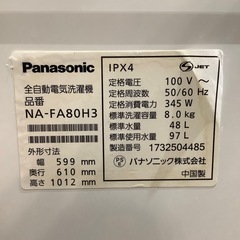 Panasonic
全自動電気洗濯機
品番
NA-FA80H3
外形寸法
幅 599 mm
奥行 610 mm
高さ 1012 mm
IPX4
JET
定格電圧 100 V ～
定格周波数 50/60 Hz
定格消費電力 345 W
標準洗濯容量 8.0 kg
標準水量 48 L
標準使用水量 97 L
製造番号 1732504485
PS E
パナソニック株式会社
中国製